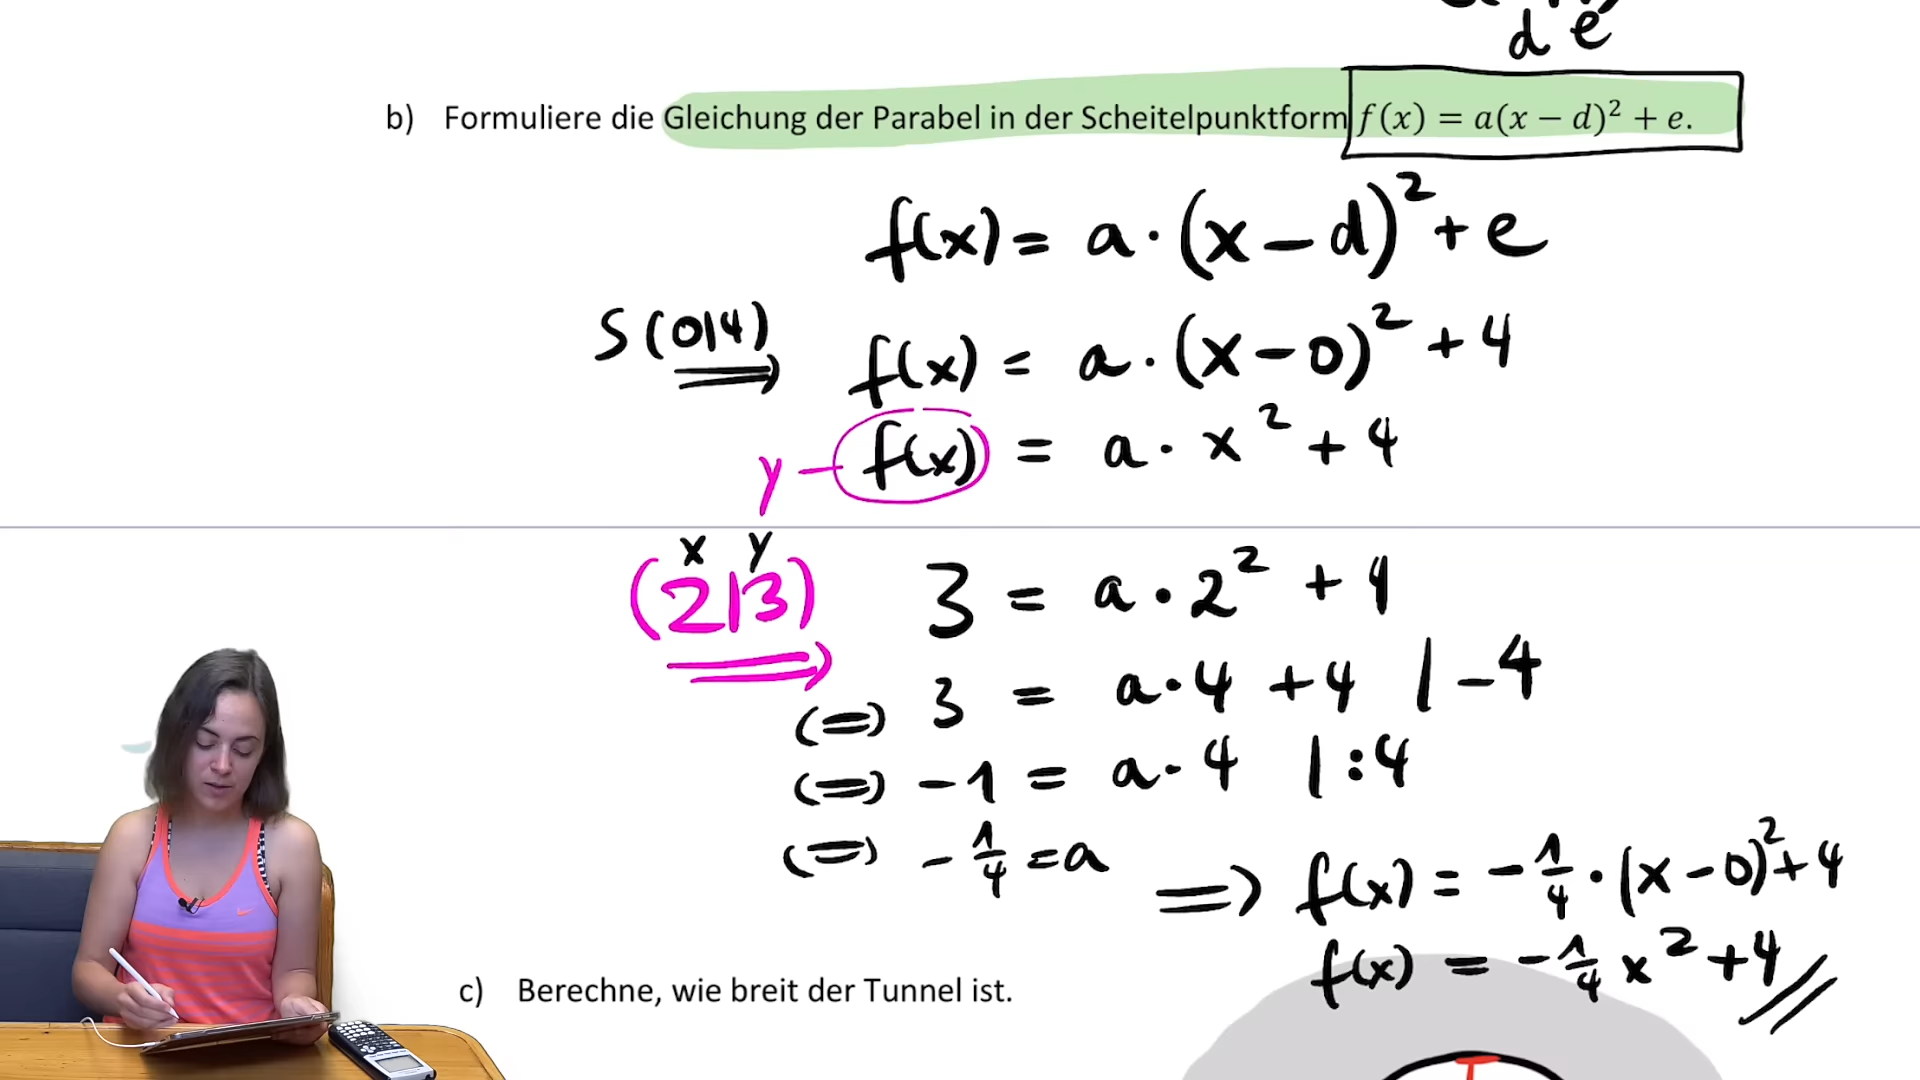 d e
b) Formuliere die Gleichung der Parabel in der Scheitelpunktform f(x) = a(x − d)² + e.
f(x) = a · (x − d)² + e
S(0|4) ⟹ f(x) = a · (x − 0)² + 4
y − f(x) = a · x² + 4
x y
(2|3) ⟹ 3 = a · 2² + 4
(=) 3 = a · 4 + 4 | − 4
(=) − 1 = a · 4 | : 4
(=) − 1/4 = a
⟹ f(x) = − 1/4 · (x − 0)² + 4
f(x) = − 1/4 x² + 4
c) Berechne, wie breit der Tunnel ist.